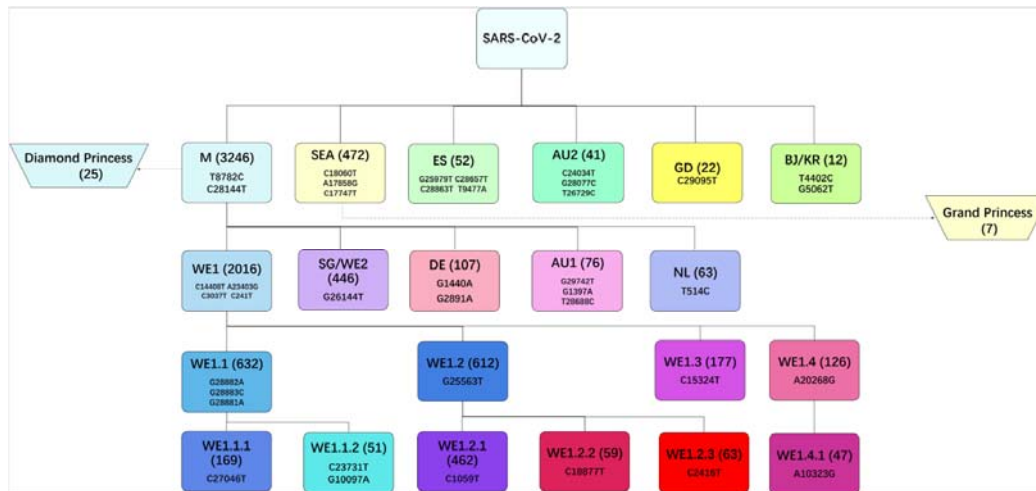 SARS-CoV-2
Diamond Princess
(25)
M (3246)
T8782C
C28144T
SEA (472)
C18060T
A17858G
C17747T
ES (52)
G25979T C28657T
C28863T T9477A
AU2 (41)
C24034T
G28077C
T26729C
GD (22)
C29095T
BJ/KR (12)
T4402C
G5062T
Grand Princess
(7)
WE1 (2016)
C14408T A23403G
C3037T C241T
SG/WE2
(446)
G26144T
DE (107)
G1440A
G2891A
AU1 (76)
G29742T
G1397A
T28688C
NL (63)
T514C
WE1.1 (632)
G28882A
G28883C
G28881A
WE1.2 (612)
G25563T
WE1.3 (177)
C15324T
WE1.4 (126)
A20268G
WE1.1.1
(169)
C27046T
WE1.1.2 (51)
C23731T
G10097A
WE1.2.1
(462)
C1059T
WE1.2.2 (59)
C18877T
WE1.2.3 (63)
C2416T
WE1.4.1 (47)
A10323G